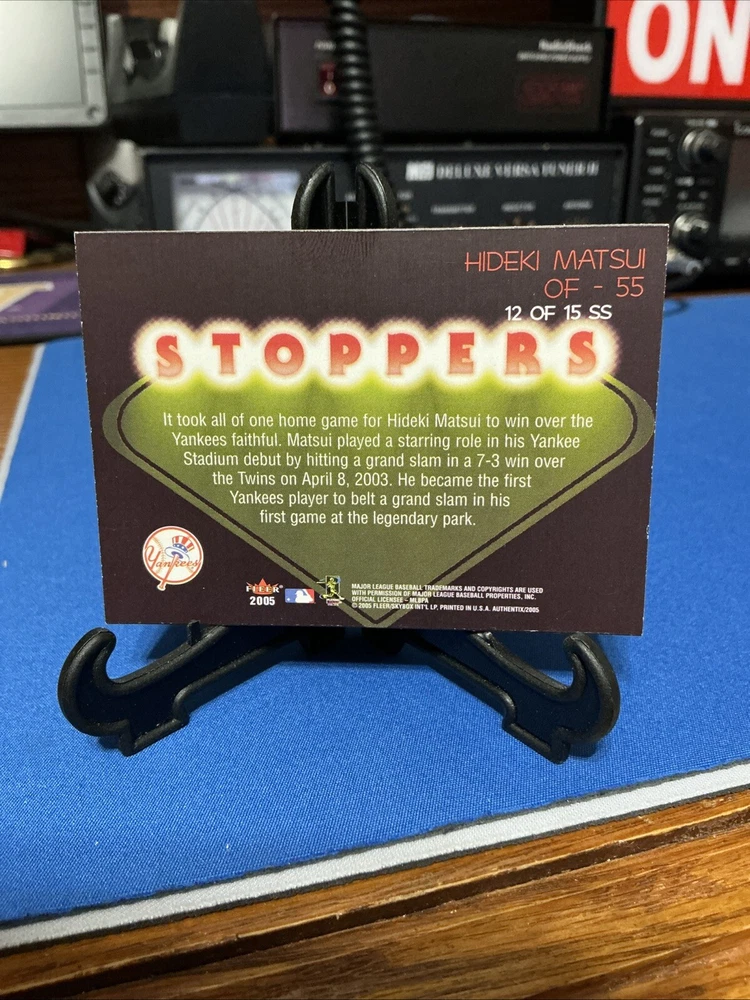 RadioShack
ON
DELUXE VERSA TUNER II
HIDEKI MATSUI
OF - 55
12 OF 15 SS
STOPPERS
It took all of one home game for Hideki Matsui to win over the
Yankees faithful. Matsui played a starring role in his Yankee
Stadium debut by hitting a grand slam in a 7-3 win over
the Twins on April 8, 2003. He became the first
Yankees player to belt a grand slam in his
first game at the legendary park.
Yankees
FLEER
2005
MAJOR LEAGUE BASEBALL TRADEMARKS AND COPYRIGHTS ARE USED
WITH PERMISSION OF MAJOR LEAGUE BASEBALL PROPERTIES, INC.
OFFICIAL LICENSEE - MLBPA
© 2005 FLEER/SKYBOX INT'L LP, PRINTED IN U.S.A. AUTHENTIX/2005